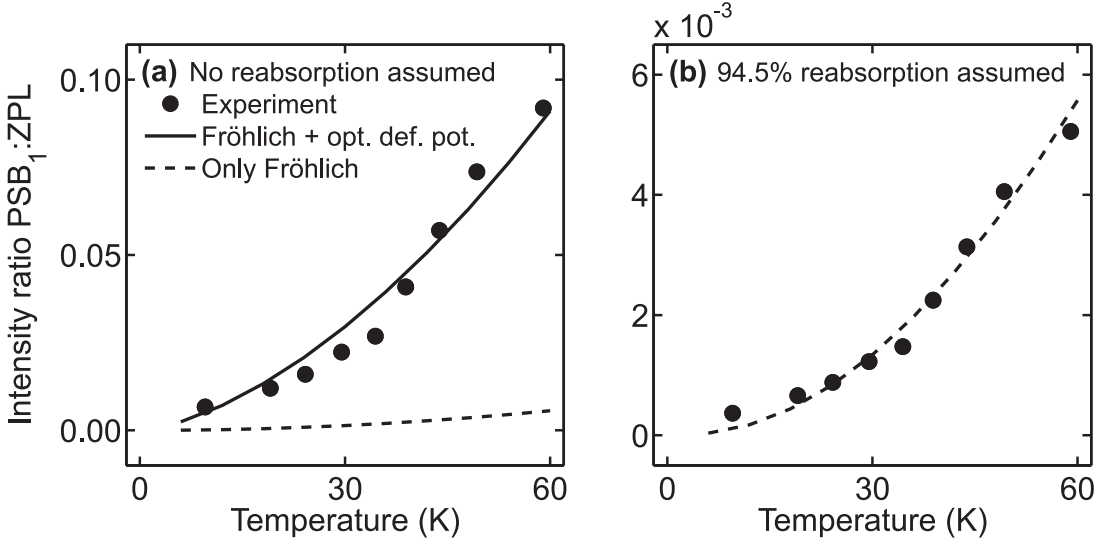 Intensity ratio PSB1:ZPL
(a) No reabsorption assumed
Experiment
Fröhlich + opt. def. pot.
Only Fröhlich
0.10
0.05
0.00
0 30 60
Temperature (K)
x 10-3
(b) 94.5% reabsorption assumed
6
4
2
0
0 30 60
Temperature (K)